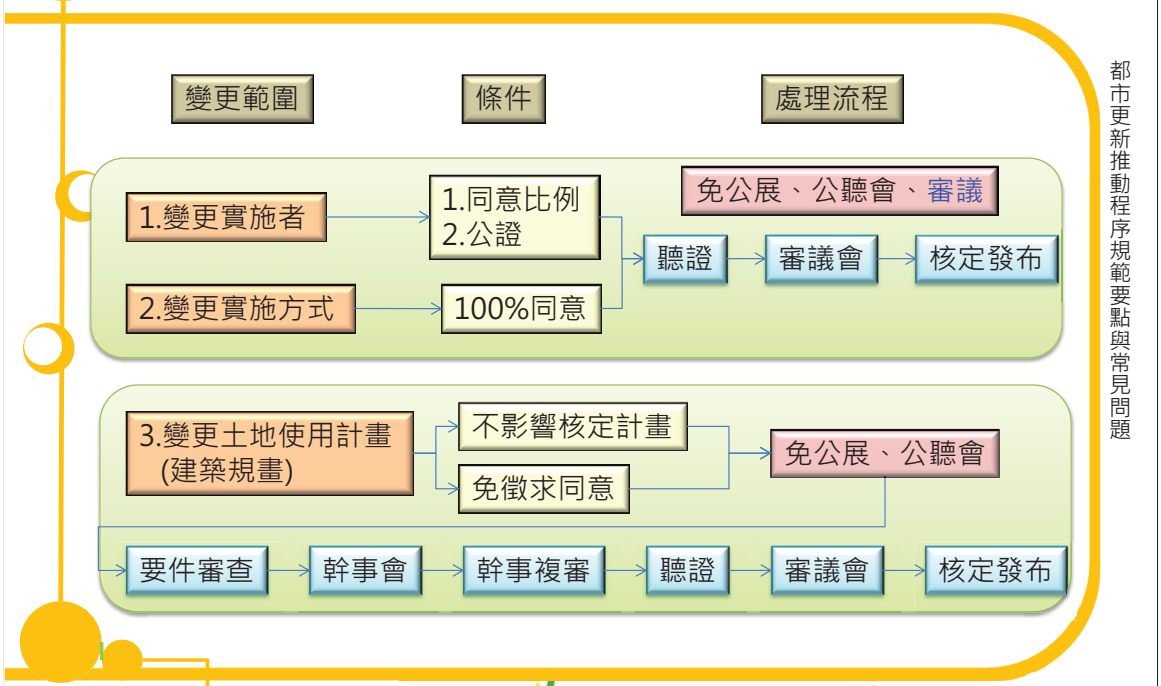 變更範圍
條件
處理流程
1.變更實施者
1.同意比例
2.公證
免公展、公聽會、審議
聽證
審議會
核定發布
2.變更實施方式
100%同意
3.變更土地使用計畫
(建築規畫)
不影響核定計畫
免徵求同意
免公展、公聽會
要件審查
幹事會
幹事複審
聽證
審議會
核定發布
都市更新推動程序規範要點與常見問題